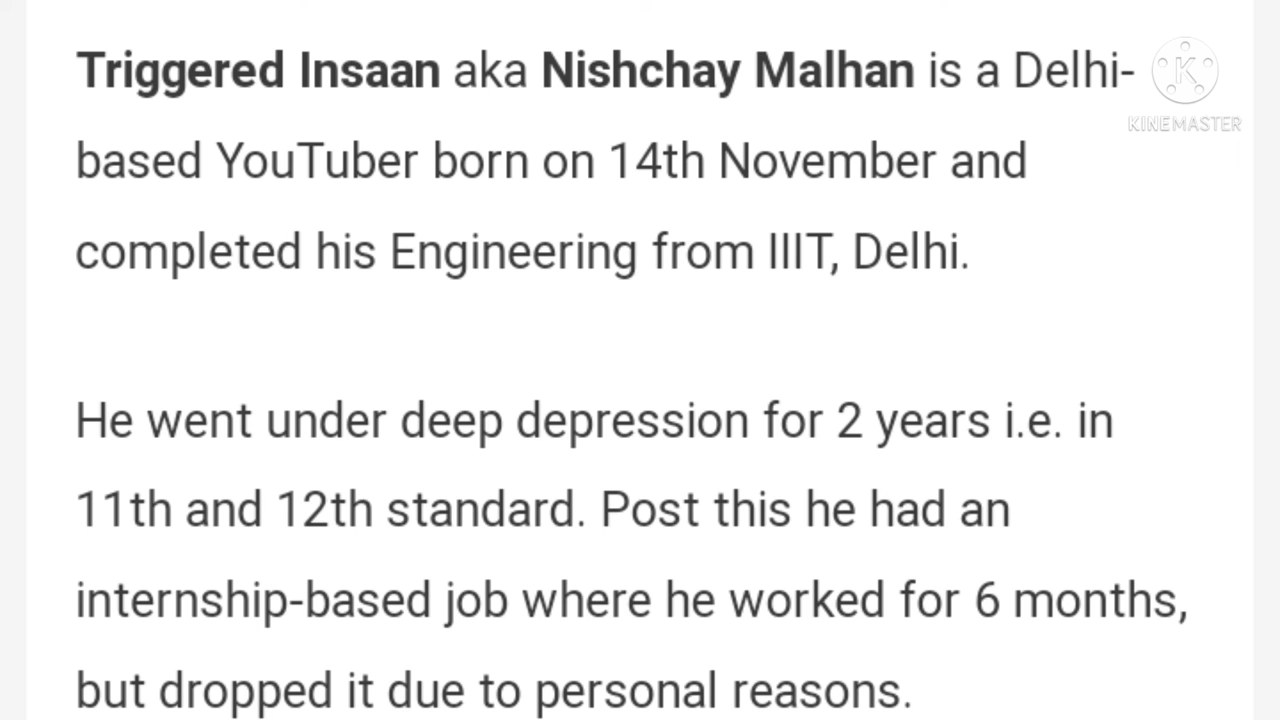 Triggered Insaan aka Nishchay Malhan is a Delhi-
K
KINEMASTER
based YouTuber born on 14th November and
completed his Engineering from IIIT, Delhi.
He went under deep depression for 2 years i.e. in
11th and 12th standard. Post this he had an
internship-based job where he worked for 6 months,
but dropped it due to personal reasons.